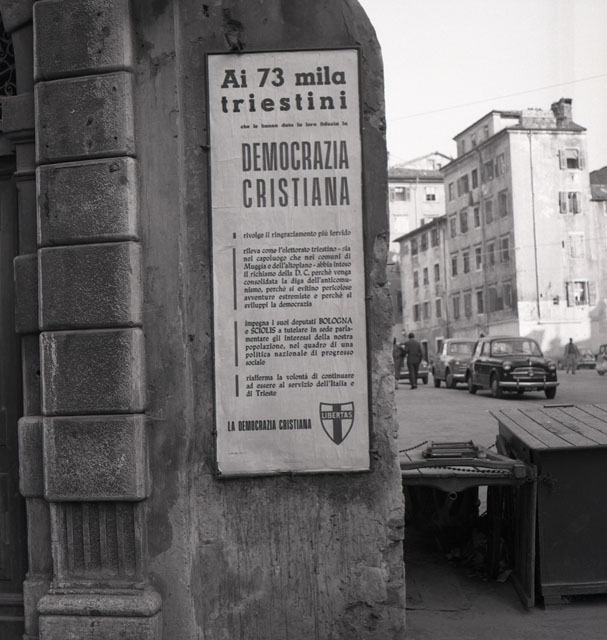 Ai 73 mila
triestini
che le hanno dato la loro fiducia la
DEMOCRAZIA
CRISTIANA
rivolge il ringraziamento più fervido
rileva come l'elettorato triestino - sia
nel capoluogo che nei comuni di
Muggia e dell'altopiano - abbia inteso
il richiamo della D. C. perchè venga
consolidata la diga dell'anticomu-
nismo, perchè si evitino pericolose
avventure estremiste e perchè si
sviluppi la democrazia
impegna i suoi deputati BOLOGNA
e SCIOLIS a tutelare in sede parla-
mentare gli interessi della nostra
popolazione, nel quadro di una
politica nazionale di progresso
sociale
riafferma la volontà di continuare
ad essere al servizio dell'Italia e
di Trieste
LA DEMOCRAZIA CRISTIANA
LIBERTAS